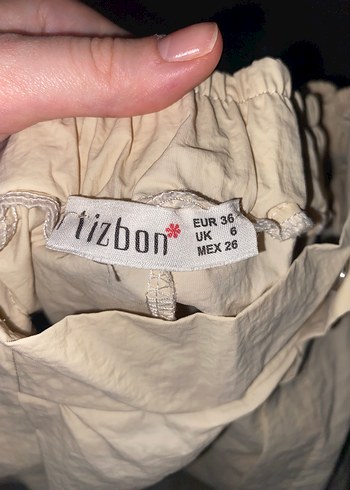 tizbon*
EUR 36
UK 6
MEX 26